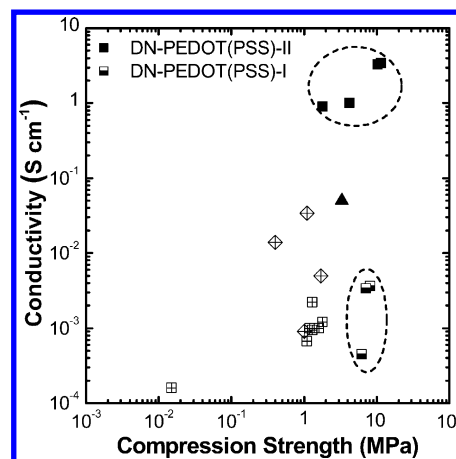 DN-PEDOT(PSS)-II
DN-PEDOT(PSS)-I
Conductivity (S cm⁻¹)
10¹
1
10⁻¹
10⁻²
10⁻³
10⁻⁴
10⁻³ 10⁻² 10⁻¹ 1 10 10
Compression Strength (MPa)